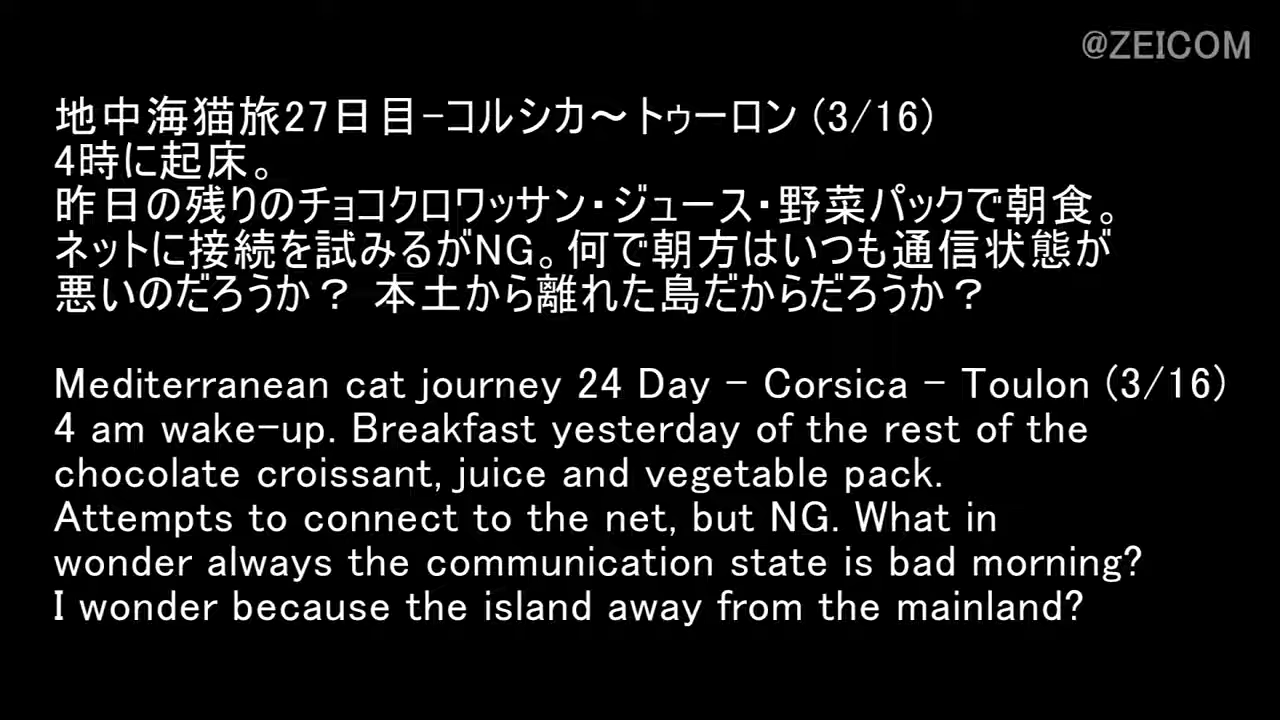 @ZEICOM
地中海猫旅27日目-コルシカ～トゥーロン (3/16)
4時に起床。
昨日の残りのチョコクロワッサン・ジュース・野菜パックで朝食。
ネットに接続を試みるがNG。何で朝方はいつも通信状態が
悪いのだろうか？ 本土から離れた島だからだろうか？
Mediterranean cat journey 24 Day - Corsica - Toulon (3/16)
4 am wake-up. Breakfast yesterday of the rest of the
chocolate croissant, juice and vegetable pack.
Attempts to connect to the net, but NG. What in
wonder always the communication state is bad morning?
I wonder because the island away from the mainland?